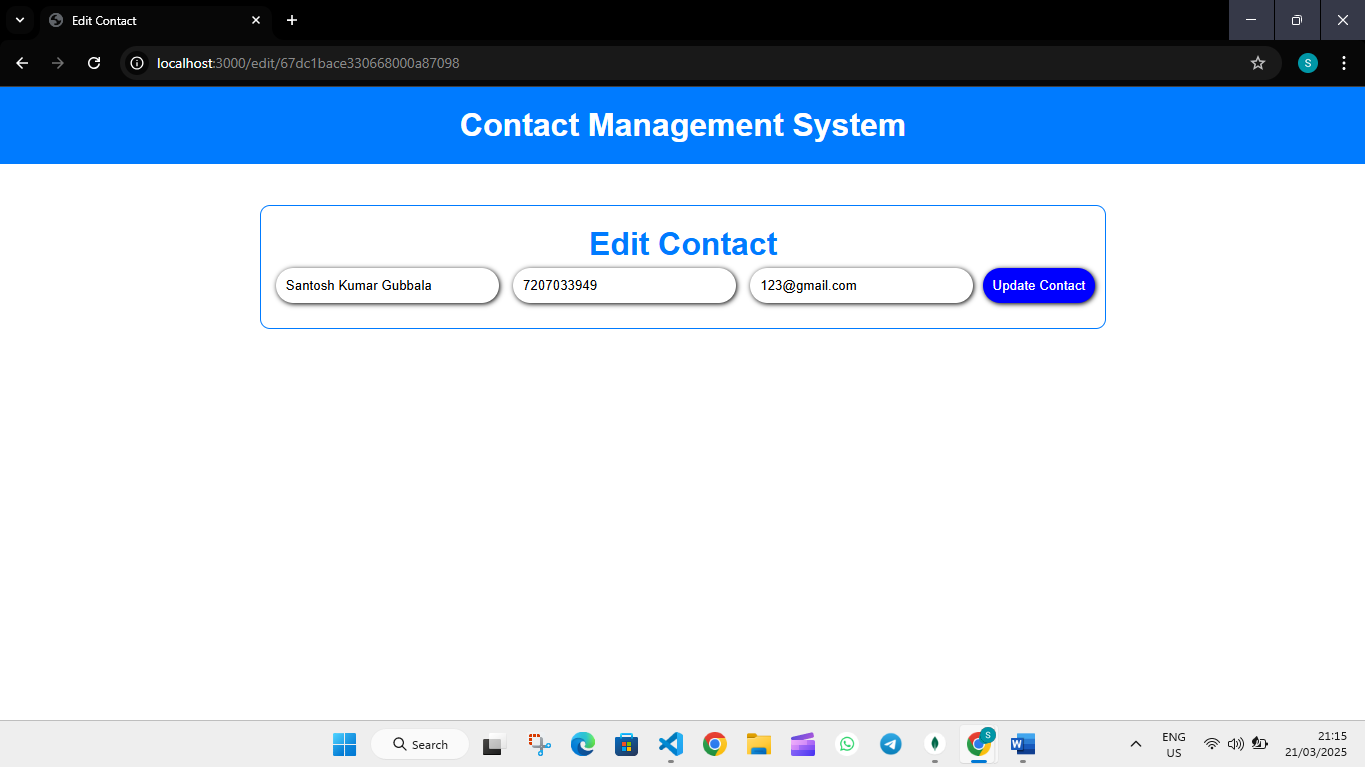 Edit Contact
localhost:3000/edit/67dc1bace330668000a87098
S
Contact Management System
Edit Contact
Santosh Kumar Gubbala
7207033949
123@gmail.com
Update Contact
Search
S
W
ENG
US
21:15
21/03/2025